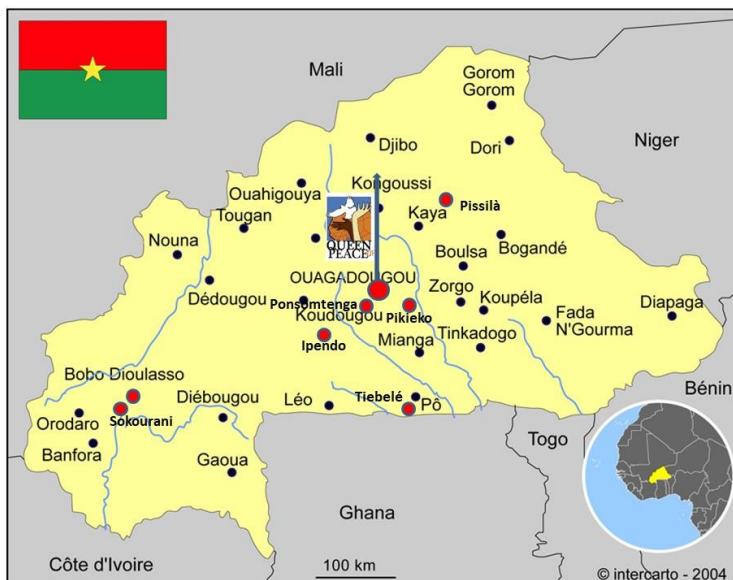 Mali
Gorom
Gorom
Djibo
Dori
Niger
Ouahigouya
Kongoussi
Pissilà
Tougan
Kaya
QUEEN
PEACE
Nouna
Boulsa
Bogandé
OUAGADOUGOU
Dédougou
Ponsomtenga
Zorgo
Koupéla
Koudougou
Pikieko
Fada
N'Gourma
Diapaga
Ipendo
Mianga
Tinkadogo
Bobo Dioulasso
Bénin
Diébougou
Léo
Tiebelé
Pô
Orodaro
Sokourani
Banfora
Togo
Gaoua
Ghana
Côte d'Ivoire
100 km
© intercarto - 2004